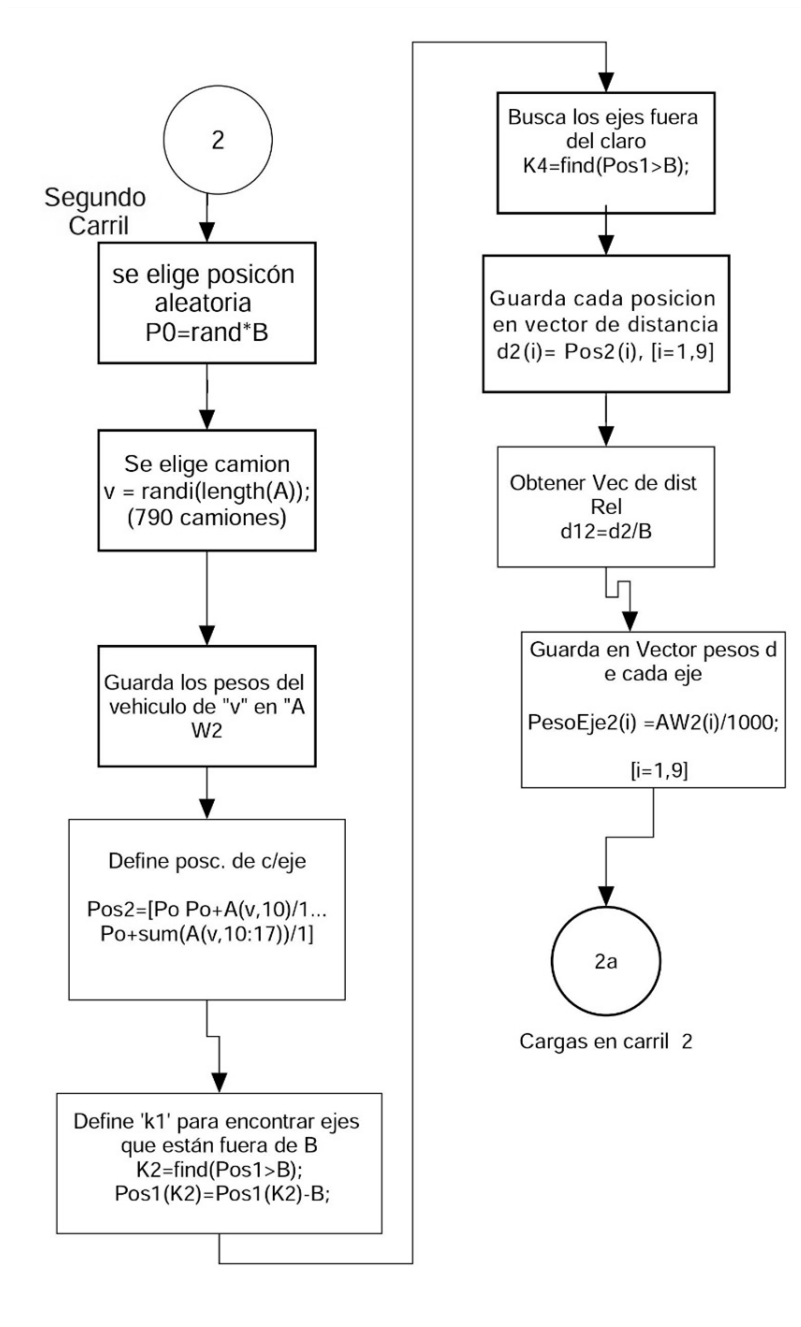 2
Segundo
Carril
se elige posicón
aleatoria
P0=rand*B
Se elige camion
v = randi(length(A));
(790 camiones)
Guarda los pesos del
vehiculo de "v" en "A
W2
Define posc. de c/eje
Pos2=[Po Po+A(v,10)/1...
Po+sum(A(v,10:17))/1]
Define 'k1' para encontrar ejes
que están fuera de B
K2=find(Pos1>B);
Pos1(K2)=Pos1(K2)-B;
Busca los ejes fuera
del claro
K4=find(Pos1>B);
Guarda cada posicion
en vector de distancia
d2(i)= Pos2(i), [i=1,9]
Obtener Vec de dist
Rel
d12=d2/B
Guarda en Vector pesos d
e cada eje
PesoEje2(i) =AW2(i)/1000;
[i=1,9]
2a
Cargas en carril 2